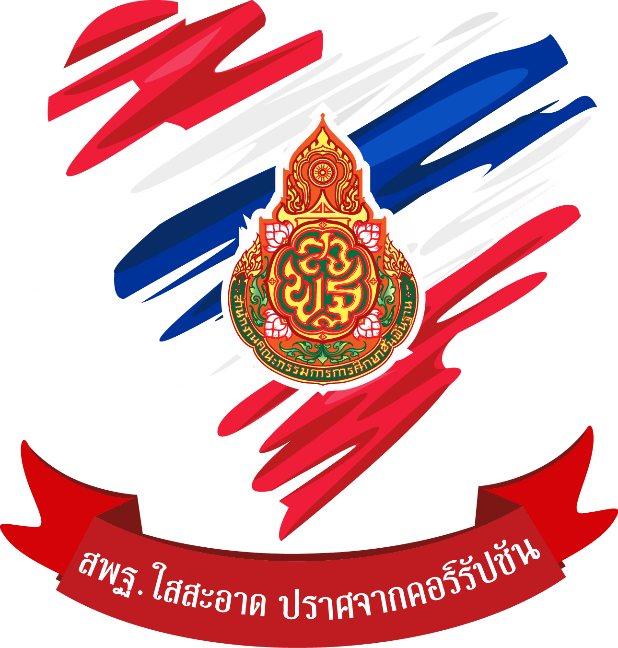 สำนักงานคณะกรรมการการศึกษาขั้นพื้นฐาน
สพฐ. ใสสะอาด ปราศจากคอร์รัปชัน